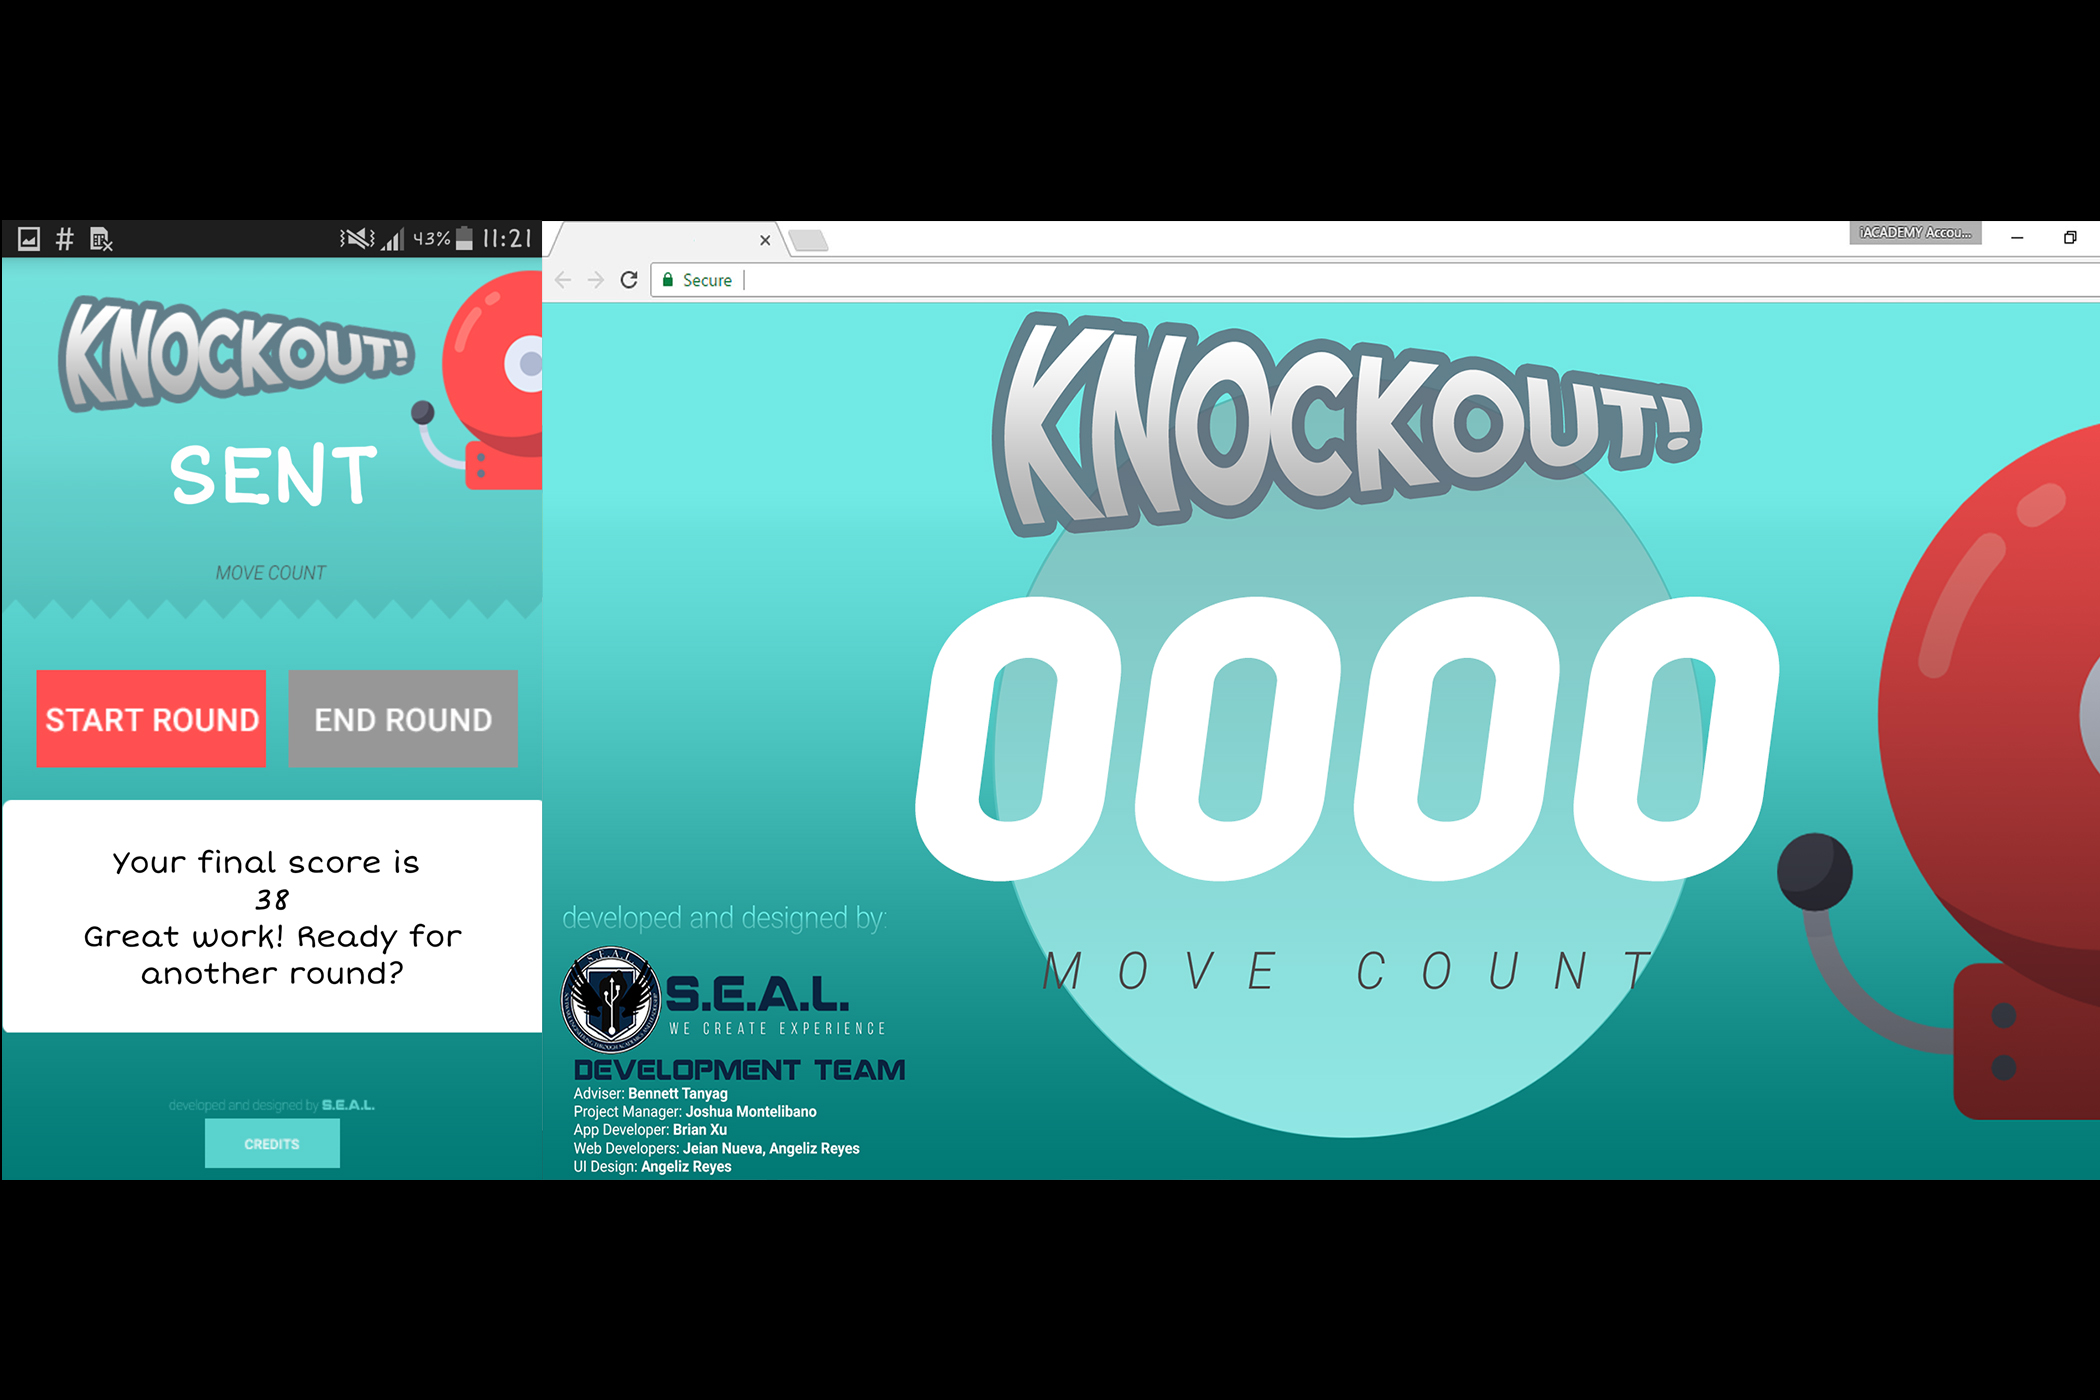 43% 11:21
KNOCKOUT!
SENT
MOVE COUNT
START ROUND
END ROUND
Your final score is
38
Great work! Ready for
another round?
developed and designed by S.E.A.L.
CREDITS
iACADEMY Accou...
Secure
KNOCKOUT!
0000
MOVE COUNT
developed and designed by:
S.E.A.L.
S.E.A.L.
WE CREATE EXPERIENCE
DEVELOPMENT TEAM
Adviser: Bennett Tanyag
Project Manager: Joshua Montelibano
App Developer: Brian Xu
Web Developers: Jeian Nueva, Angeliz Reyes
UI Design: Angeliz Reyes